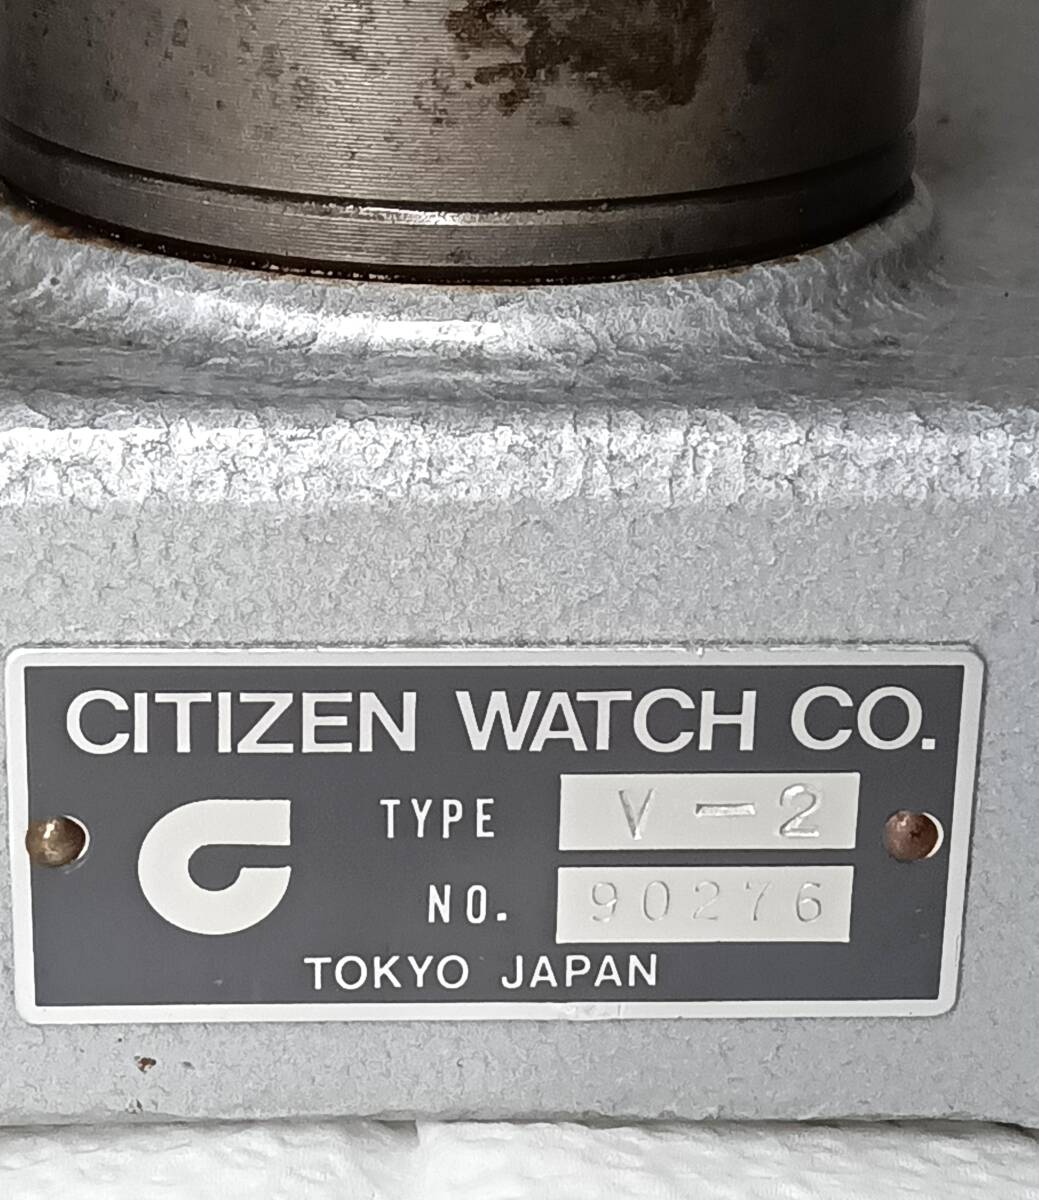 CITIZEN WATCH CO.
TYPE V-2
NO. 90276
TOKYO JAPAN